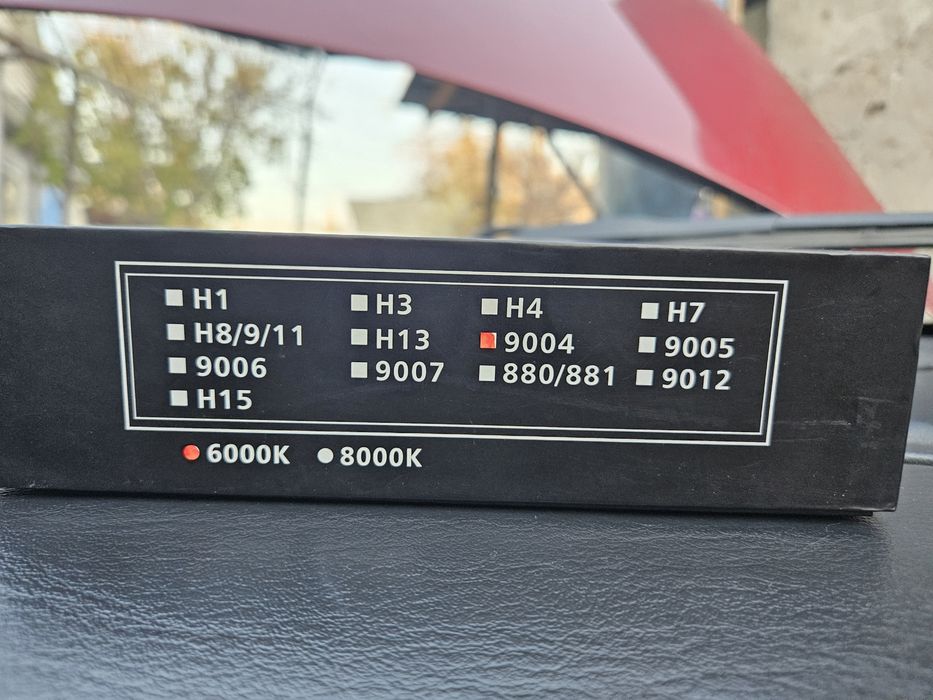 H1 H3 H4 H7
H8/9/11 H13 9004 9005
9006 9007 880/881 9012
H15
6000K 8000K